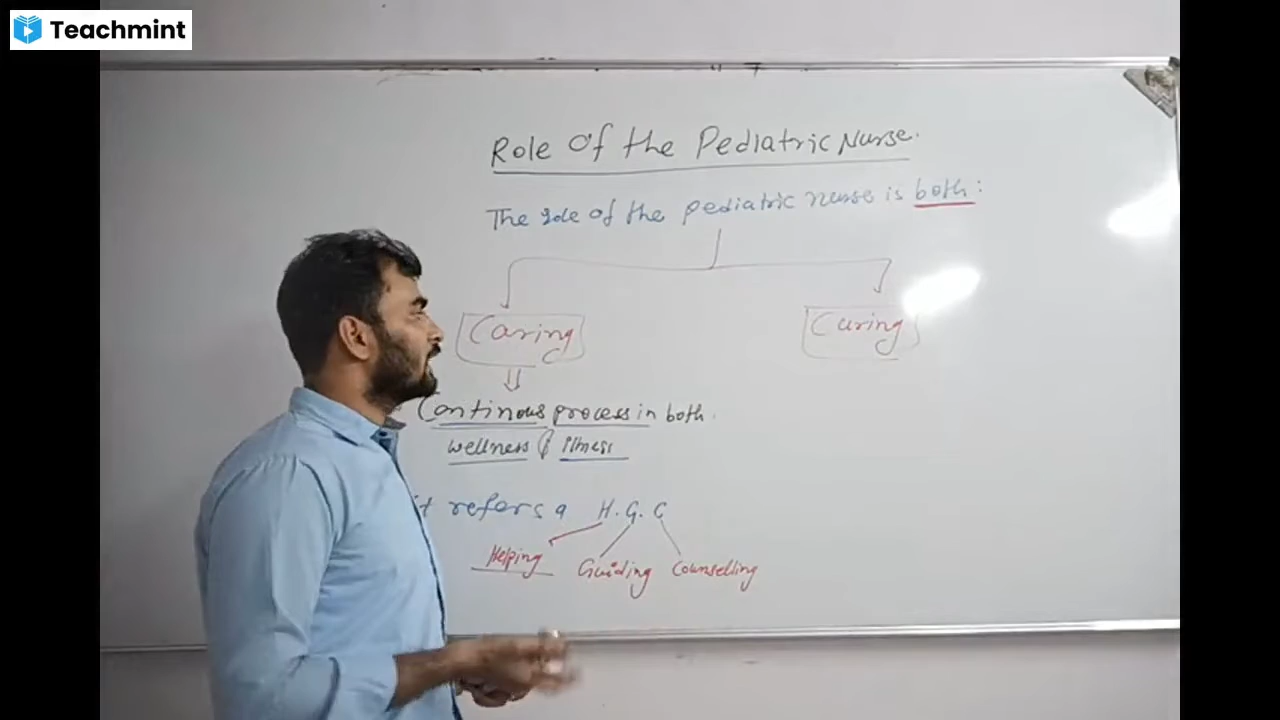 Teachmint
Role Of the Pediatric Nurse.
The role of the pediatric nurse is both:
Caring
Curing
Continous process in both.
wellness & illness
refers a H. G. C
Helping
Guiding
Counselling